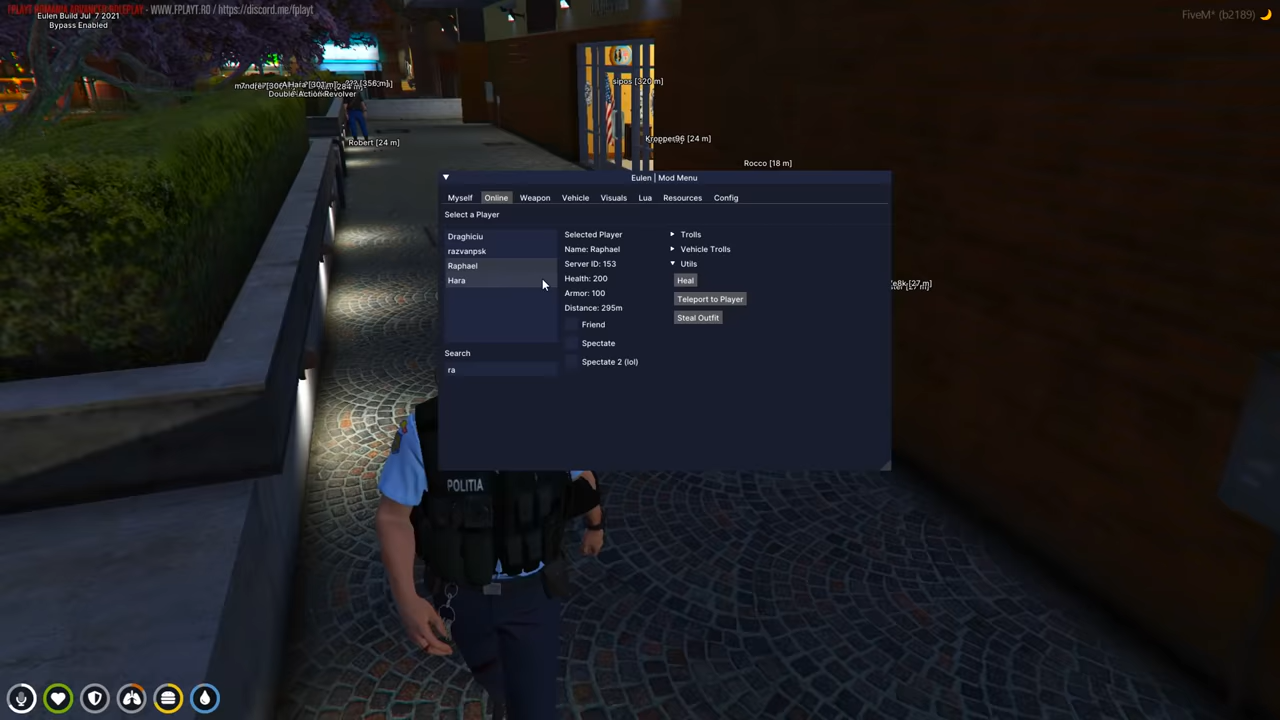 - WWW.FPLAYT.RO / https://discord.me/fplayt
Eulen Build Jul 7 2021
Bypass Enabled
FiveM* (b2189)
sipos [320 m]
Double-Action Revolver
Robert [24 m]
Kropper96 [24 m]
Rocco [18 m]
Eulen | Mod Menu
Myself Online Weapon Vehicle Visuals Lua Resources Config
Select a Player
Draghiciu
razvanpsk
Raphael
Hara
Search
ra
Selected Player
Name: Raphael
Server ID: 153
Health: 200
Armor: 100
Distance: 295m
Friend
Spectate
Spectate 2 (lol)
Trolls
Vehicle Trolls
Utils
Heal
Teleport to Player
Steal Outfit
POLITIA